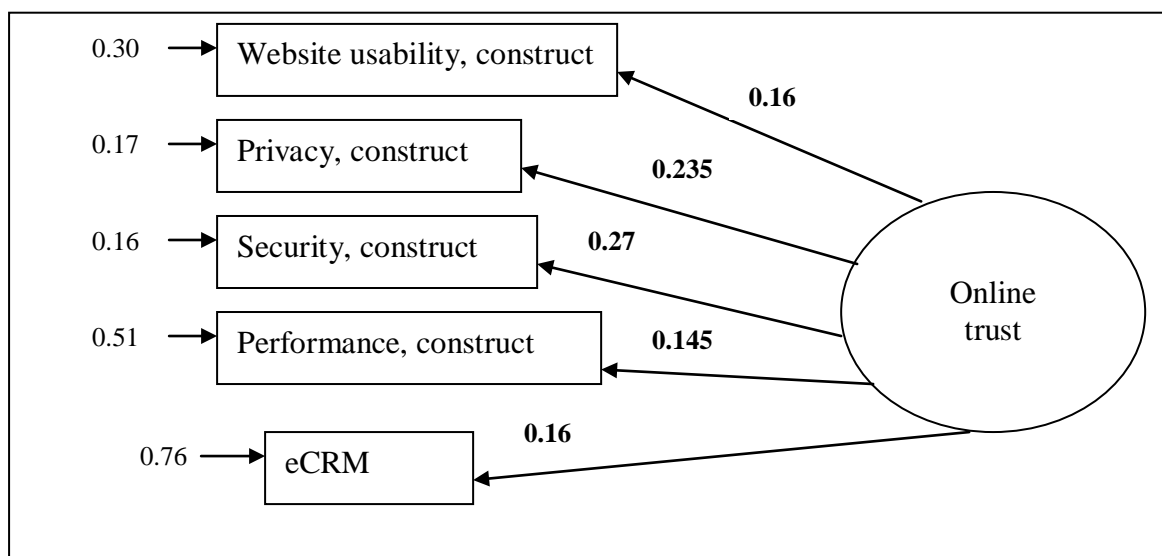 0.30
Website usability, construct
0.16
0.17
Privacy, construct
0.235
0.16
Security, construct
0.27
Online
trust
0.51
Performance, construct
0.145
0.76
eCRM
0.16